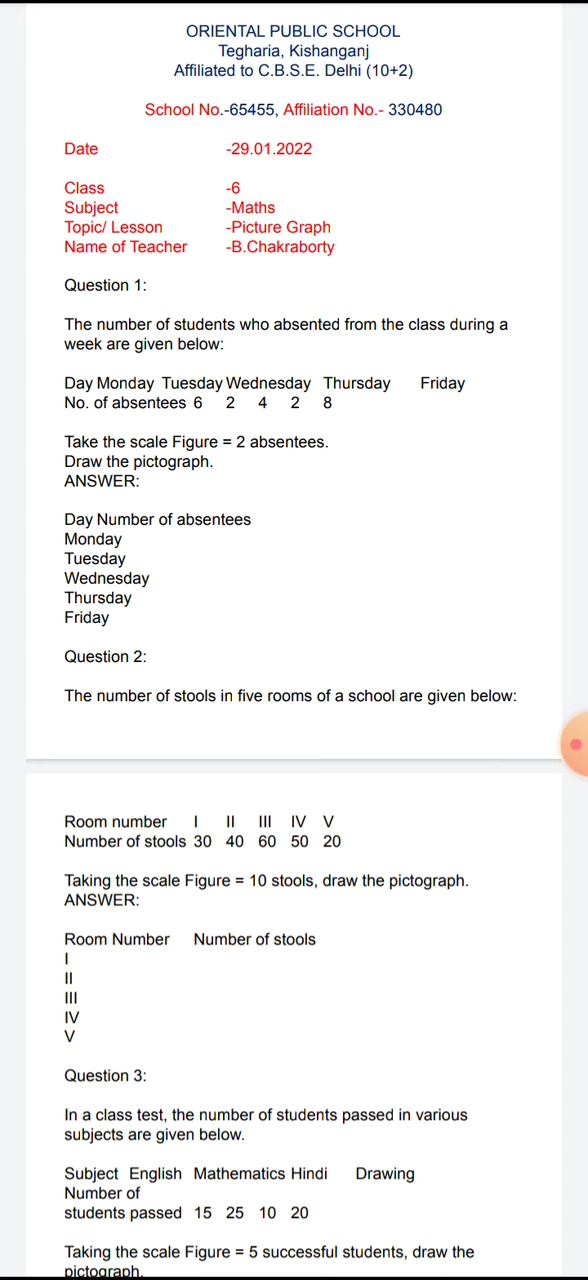 ORIENTAL PUBLIC SCHOOL
Tegharia, Kishanganj
Affiliated to C.B.S.E. Delhi (10+2)
School No.-65455, Affiliation No.- 330480
Date -29.01.2022
Class -6
Subject -Maths
Topic/ Lesson -Picture Graph
Name of Teacher -B.Chakraborty
Question 1:
The number of students who absented from the class during a
week are given below:
Day Monday Tuesday Wednesday Thursday Friday
No. of absentees 6 2 4 2 8
Take the scale Figure = 2 absentees.
Draw the pictograph.
ANSWER:
Day Number of absentees
Monday
Tuesday
Wednesday
Thursday
Friday
Question 2:
The number of stools in five rooms of a school are given below:
Room number I II III IV V
Number of stools 30 40 60 50 20
Taking the scale Figure = 10 stools, draw the pictograph.
ANSWER:
Room Number Number of stools
I
II
III
IV
V
Question 3:
In a class test, the number of students passed in various
subjects are given below.
Subject English Mathematics Hindi Drawing
Number of
students passed 15 25 10 20
Taking the scale Figure = 5 successful students, draw the
pictograph.